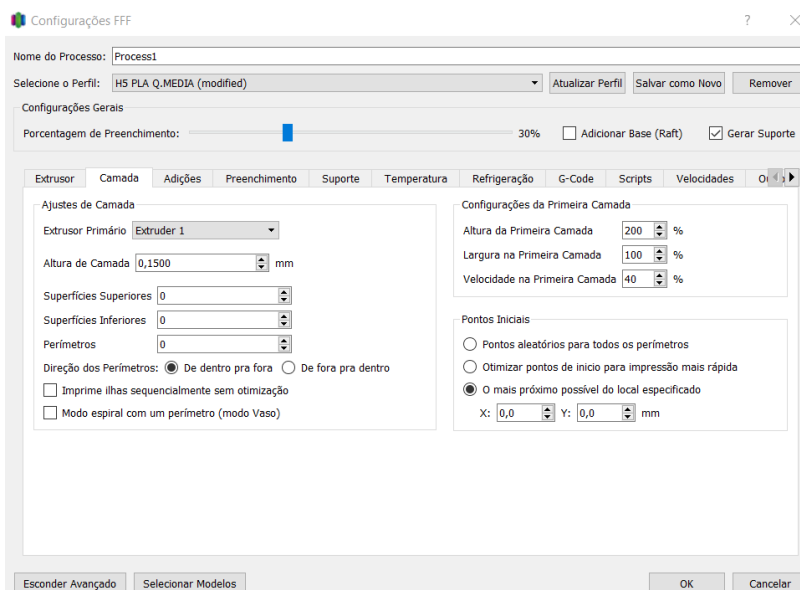 Configurações FFF
Nome do Processo: Process1
Selecione o Perfil: H5 PLA Q.MEDIA (modified) Atualizar Perfil Salvar como Novo Remover
Configurações Gerais
Porcentagem de Preenchimento: 30% Adicionar Base (Raft) Gerar Suporte
Extrusor Camada Adições Preenchimento Suporte Temperatura Refrigeração G-Code Scripts Velocidades
Ajustes de Camada
Extrusor Primário Extruder 1
Altura de Camada 0,1500 mm
Superfícies Superiores 0
Superfícies Inferiores 0
Perímetros 0
Direção dos Perímetros: De dentro pra fora De fora pra dentro
Imprime ilhas sequencialmente sem otimização
Modo espiral com um perímetro (modo Vaso)
Configurações da Primeira Camada
Altura da Primeira Camada 200 %
Largura na Primeira Camada 100 %
Velocidade na Primeira Camada 40 %
Pontos Iniciais
Pontos aleatórios para todos os perímetros
Otimizar pontos de inicio para impressão mais rápida
O mais próximo possível do local especificado
X: 0,0 Y: 0,0 mm
Esconder Avançado Selecionar Modelos OK Cancelar